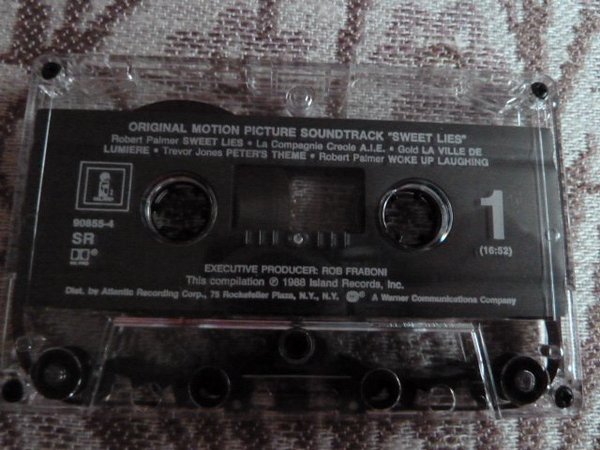 ORIGINAL MOTION PICTURE SOUNDTRACK "SWEET LIES"
Robert Palmer SWEET LIES • La Compagnie Creole A.I.E. • Gold LA VILLE DE
LUMIERE • Trevor Jones PETER'S THEME • Robert Palmer WOKE UP LAUGHING
ISLAND
90855-4
SR
1
(16:52)
EXECUTIVE PRODUCER: ROB FRABONI
This compilation ℗ 1988 Island Records, Inc.
Dist. by Atlantic Recording Corp., 75 Rockefeller Plaza, N.Y., N.Y. A Warner Communications Company